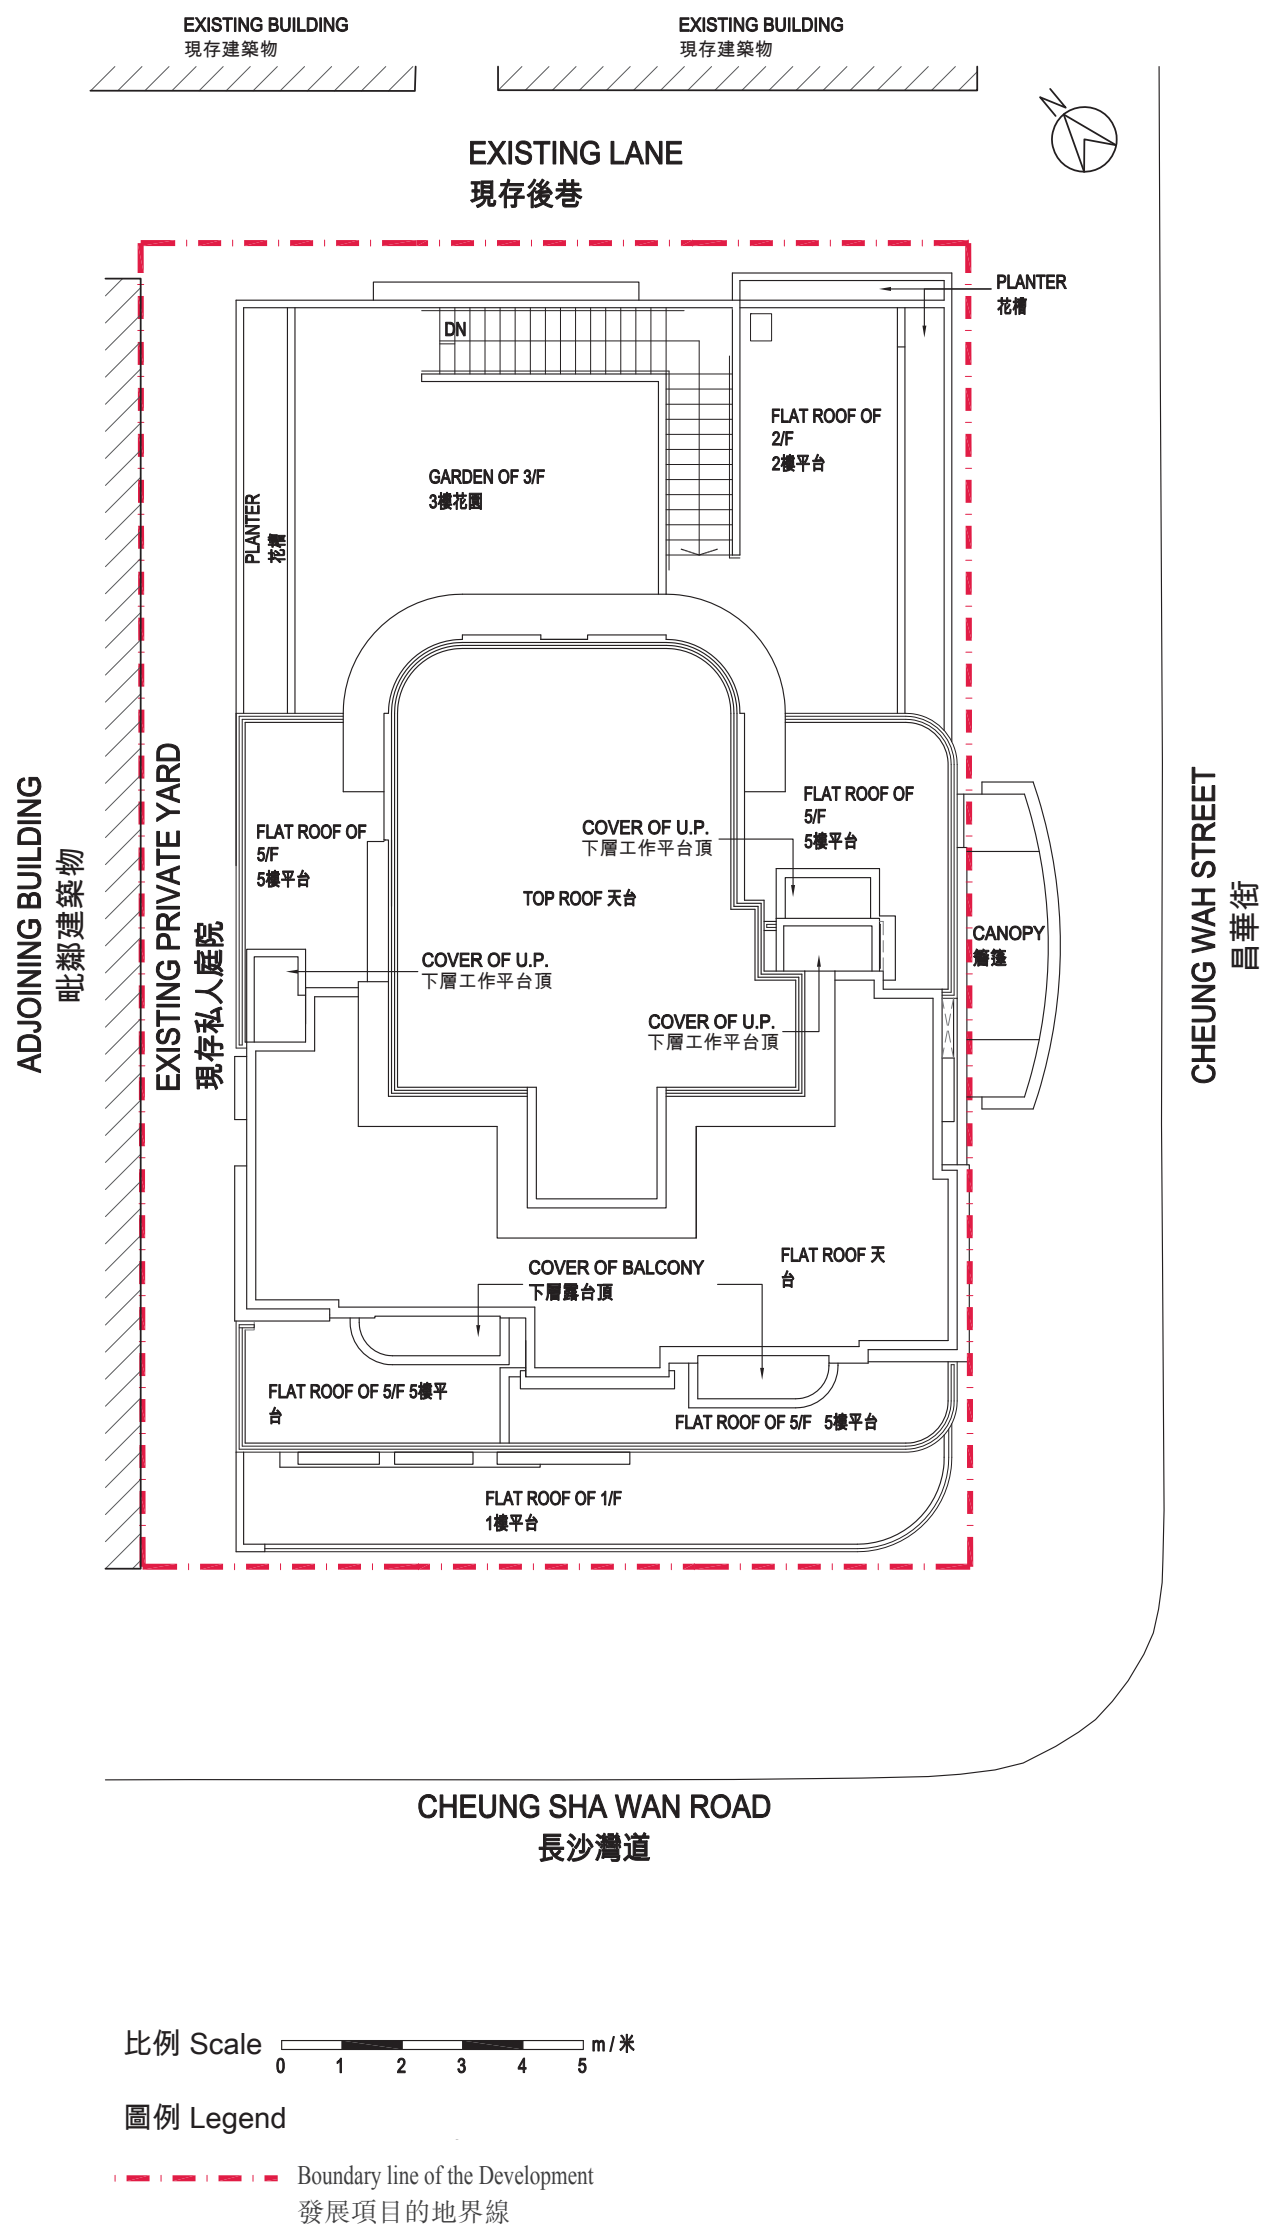 EXISTING BUILDING
現存建築物
EXISTING BUILDING
現存建築物
N
EXISTING LANE
現存後巷
PLANTER
花槽
DN
FLAT ROOF OF
2/F
2樓平台
GARDEN OF 3/F
3樓花園
PLANTER
花槽
ADJOINING BUILDING
毗鄰建築物
EXISTING PRIVATE YARD
現存私人庭院
FLAT ROOF OF
5/F
5樓平台
FLAT ROOF OF
5/F
5樓平台
COVER OF U.P.
下層工作平台頂
TOP ROOF 天台
COVER OF U.P.
下層工作平台頂
COVER OF U.P.
下層工作平台頂
CANOPY
簷篷
CHEUNG WAH STREET
昌華街
FLAT ROOF 天
台
COVER OF BALCONY
下層露台頂
FLAT ROOF OF 5/F 5樓平
台
FLAT ROOF OF 5/F 5樓平台
FLAT ROOF OF 1/F
1樓平台
CHEUNG SHA WAN ROAD
長沙灣道
比例 Scale
m / 米
0 1 2 3 4 5
圖例 Legend
Boundary line of the Development
發展項目的地界線